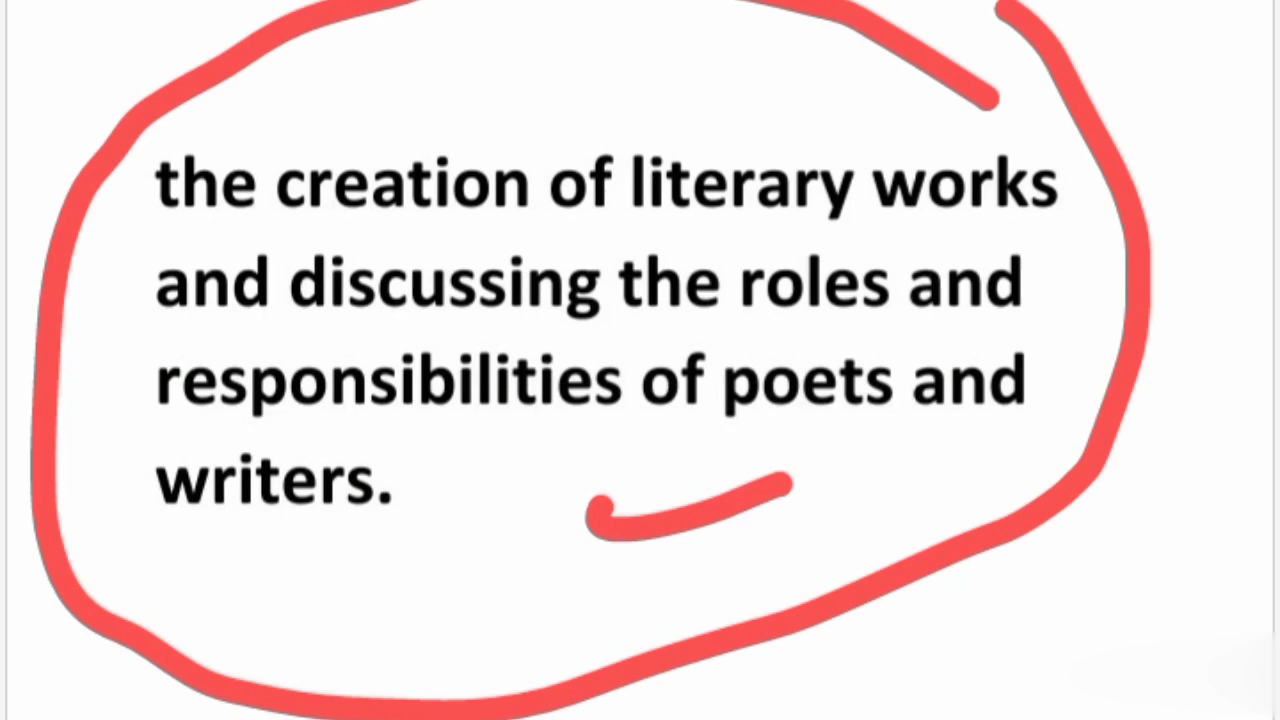 the creation of literary works
and discussing the roles and
responsibilities of poets and
writers.